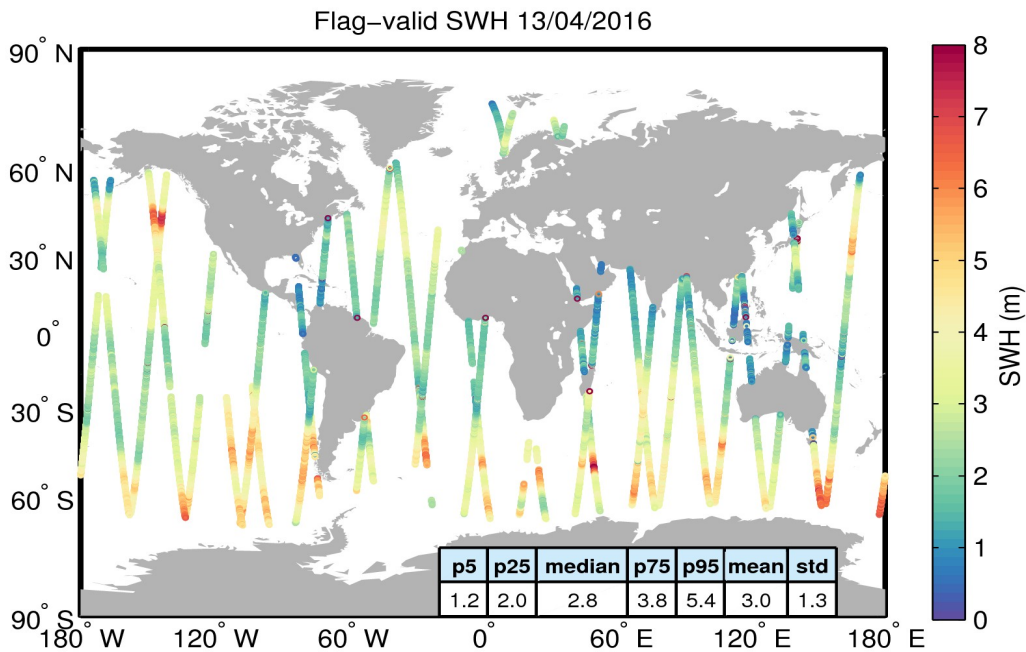 Flag−valid SWH 13/04/2016
90° N
60° N
30° N
0°
30° S
60° S
90° S
180° W
120° W
60° W
0°
60° E
120° E
180° E
p5 p25 median p75 p95 mean std
1.2 2.0 2.8 3.8 5.4 3.0 1.3
8
7
6
5
4
3
2
1
0
SWH (m)